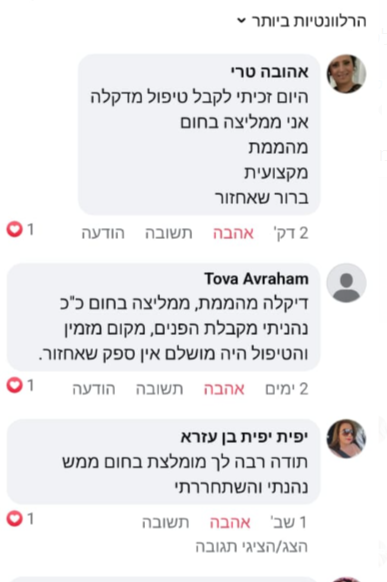 הרלוונטיות ביותר
אהובה טרי
היום זכיתי לקבל טיפול מדקלה
אני ממליצה בחום
מהממת
מקצועית
ברור שאחזור
2 דק' אהבה תשובה הודעה 1
Tova Avraham
דיקלה מהממת, ממליצה בחום כ"כ
נהניתי מקבלת הפנים, מקום מזמין
והטיפול היה מושלם אין ספק שאחזור.
2 ימים אהבה תשובה הודעה 1
יפית יפית בן עזרא
תודה רבה לך מומלצת בחום ממש
נהנתי והשתחררתי
1 שב' אהבה תשובה 1
הצג/הציגי תגובה